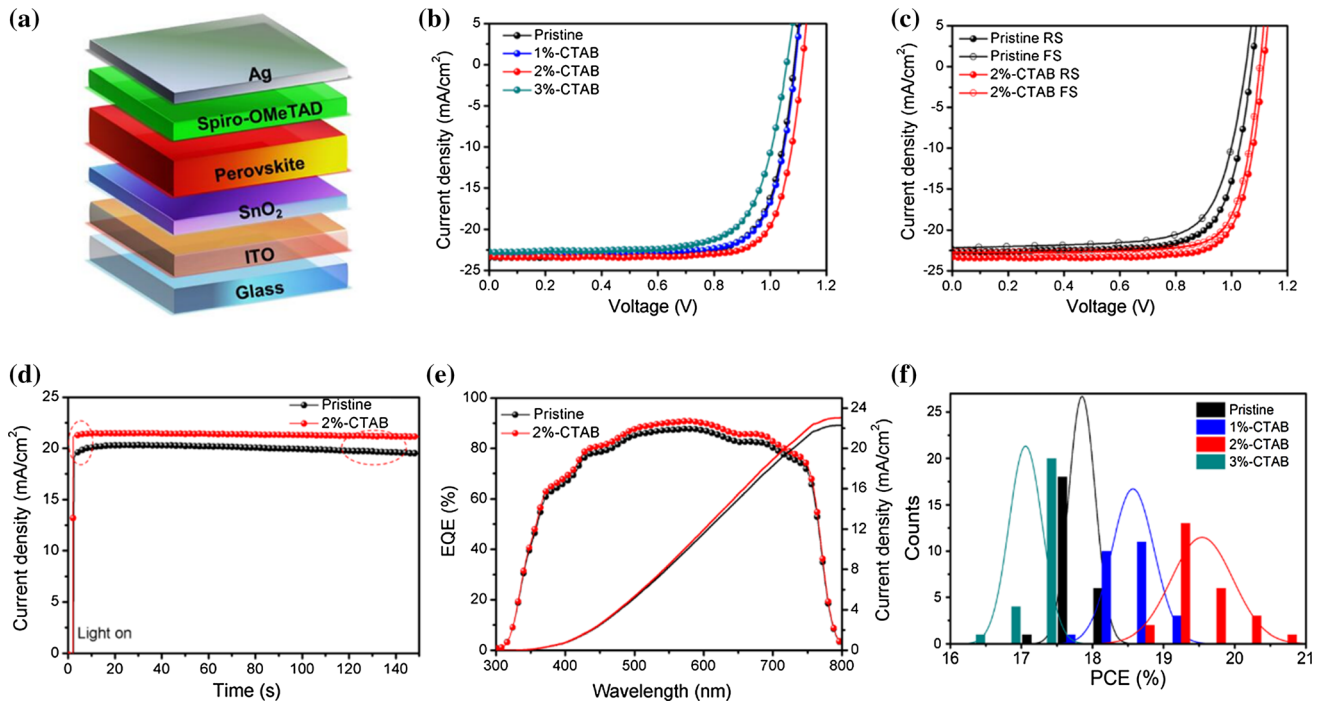 (a)
Ag
Spiro-OMeTAD
Perovskite
SnO₂
ITO
Glass
(b)
Pristine
1%-CTAB
2%-CTAB
3%-CTAB
Current density (mA/cm²)
5
0
-5
-10
-15
-20
-25
0.0 0.2 0.4 0.6 0.8 1.0 1.2
Voltage (V)
(c)
Pristine RS
Pristine FS
2%-CTAB RS
2%-CTAB FS
Current density (mA/cm²)
5
0
-5
-10
-15
-20
-25
0.0 0.2 0.4 0.6 0.8 1.0 1.2
Voltage (V)
(d)
Pristine
2%-CTAB
Current density (mA/cm²)
25
20
15
10
5
0
Light on
0 20 40 60 80 100 120 140
Time (s)
(e)
Pristine
2%-CTAB
EQE (%)
100
80
60
40
20
0
300 400 500 600 700 800
Wavelength (nm)
24
20
16
12
8
4
0
Current density (mA/cm²)
(f)
Pristine
1%-CTAB
2%-CTAB
3%-CTAB
Counts
25
20
15
10
5
0
16 17 18 19 20 21
PCE (%)